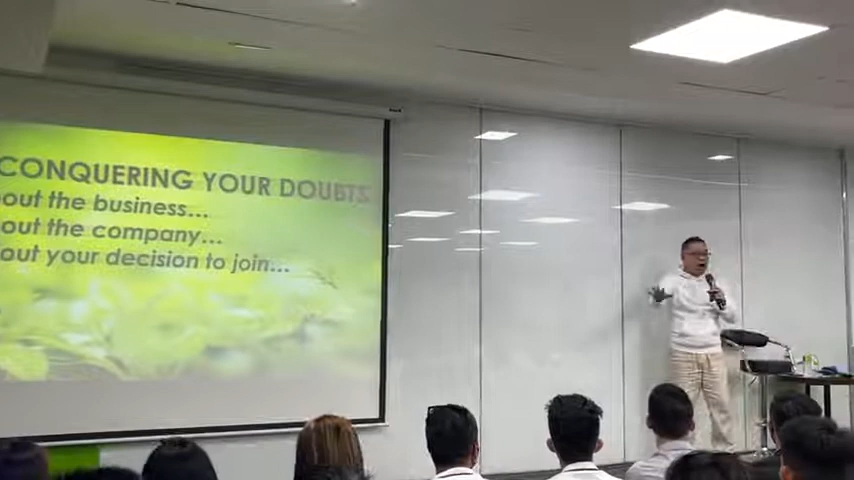 CONQUERING YOUR DOUBTS
out the business...
out the company...
out your decision to join...